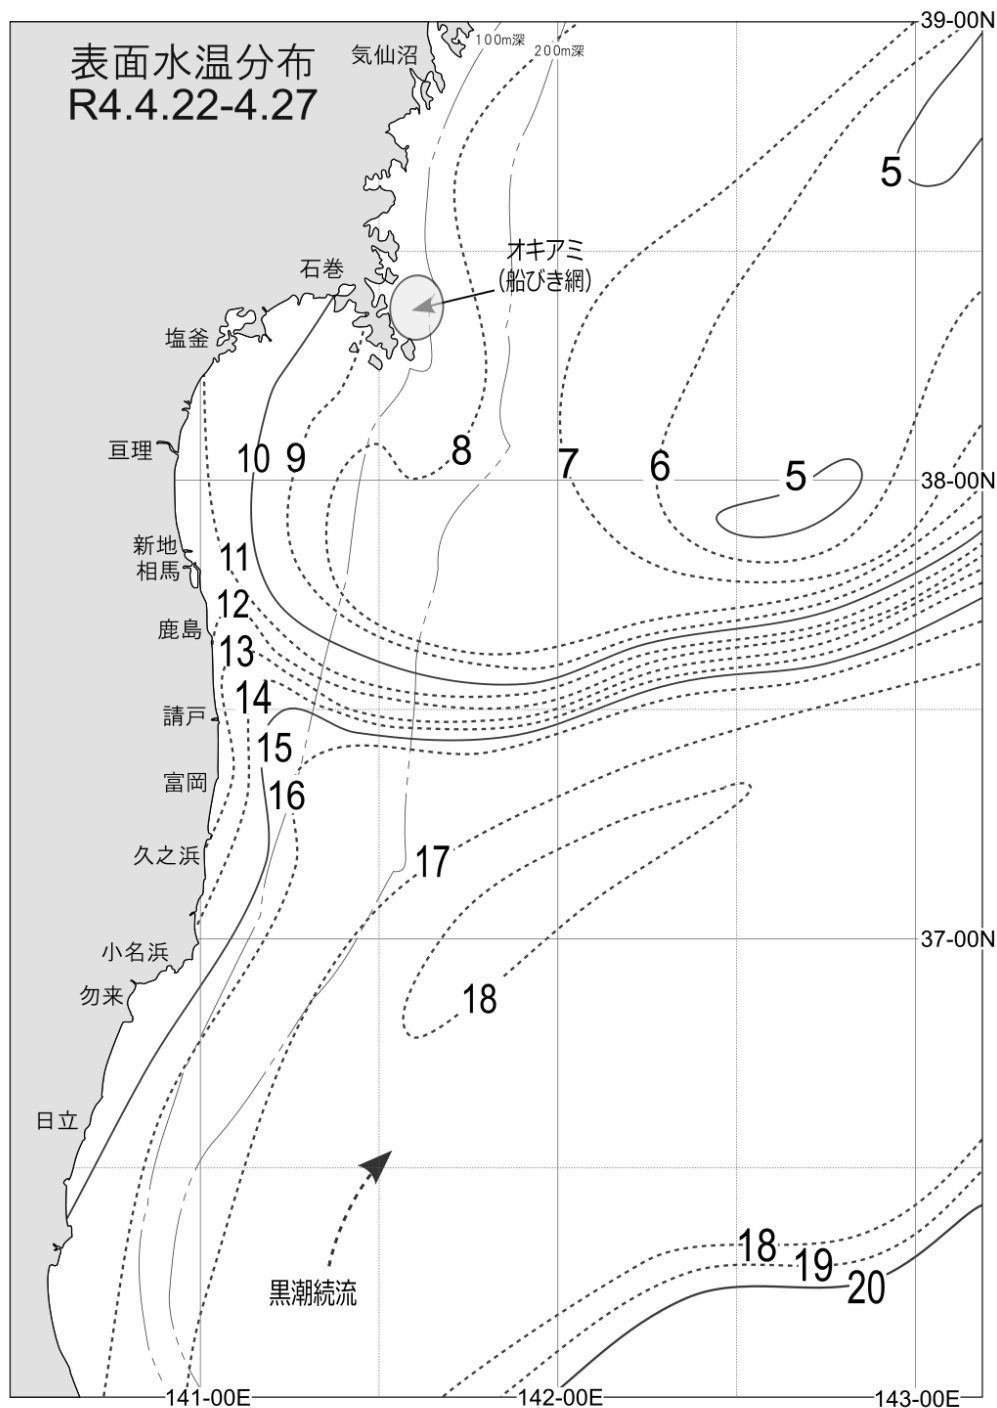 39-00N
表面水温分布
R4.4.22-4.27
気仙沼
100m深
200m深
5
オキアミ
(船びき網)
石巻
塩釜
亘理
10
9
8
7
6
5
38-00N
新地
相馬
11
12
鹿島
13
14
請戸
15
富岡
16
久之浜
17
37-00N
小名浜
勿来
18
日立
黒潮続流
18
19
20
141-00E
142-00E
143-00E